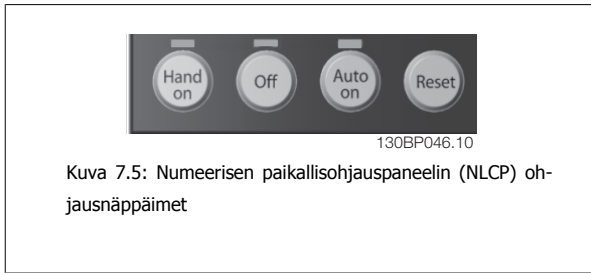 Hand on
Off
Auto on
Reset
130BP046.10
Kuva 7.5: Numeerisen paikallisohjauspaneelin (NLCP) oh-
jausnäppäimet